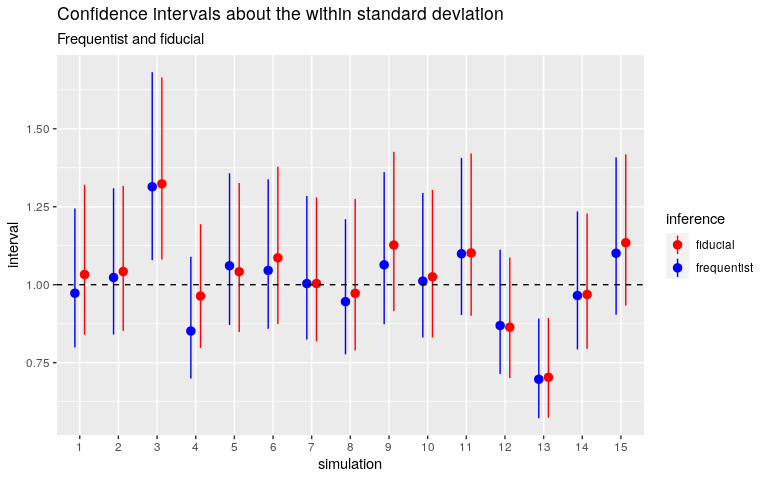 Confidence intervals about the within standard deviation
Frequentist and fiducial
interval
1.50
1.25
1.00
0.75
1 2 3 4 5 6 7 8 9 10 11 12 13 14 15
simulation
inference
fiducial
frequentist